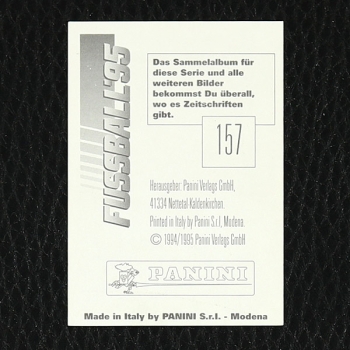 FUSSBALL'95
Das Sammelalbum für
diese Serie und alle
weiteren Bilder
bekommst Du überall,
wo es Zeitschriften
gibt.
157
Herausgeber: Panini Verlags GmbH,
41334 Nettetal Kaldenkirchen.
Printed in Italy by Panini S.r.l., Modena.
© 1994/1995 Panini Verlags GmbH
PANINI
Made in Italy by PANINI S.r.l. - Modena